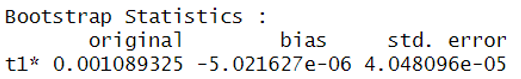 Bootstrap Statistics :
original bias std. error
t1* 0.001089325 -5.021627e-06 4.048096e-05